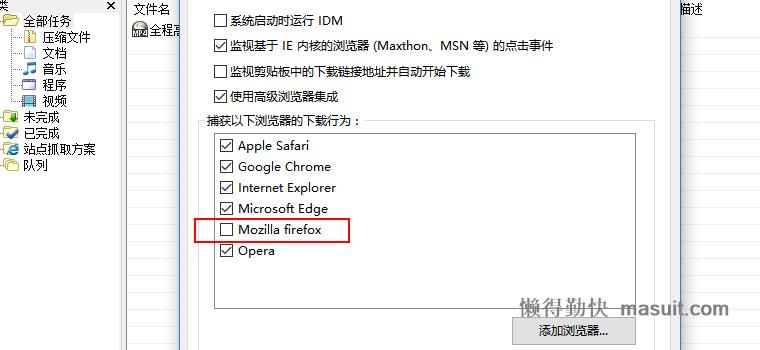 类
全部任务
压缩文件
文档
音乐
程序
视频
未完成
已完成
站点抓取方案
队列
文件名
全程高
描述
系统启动时运行 IDM
监视基于 IE 内核的浏览器 (Maxthon、MSN 等) 的点击事件
监视剪贴板中的下载链接地址并自动开始下载
使用高级浏览器集成
捕获以下浏览器的下载行为：
Apple Safari
Google Chrome
Internet Explorer
Microsoft Edge
Mozilla firefox
Opera
懒得勤快 masuit.com
添加浏览器...